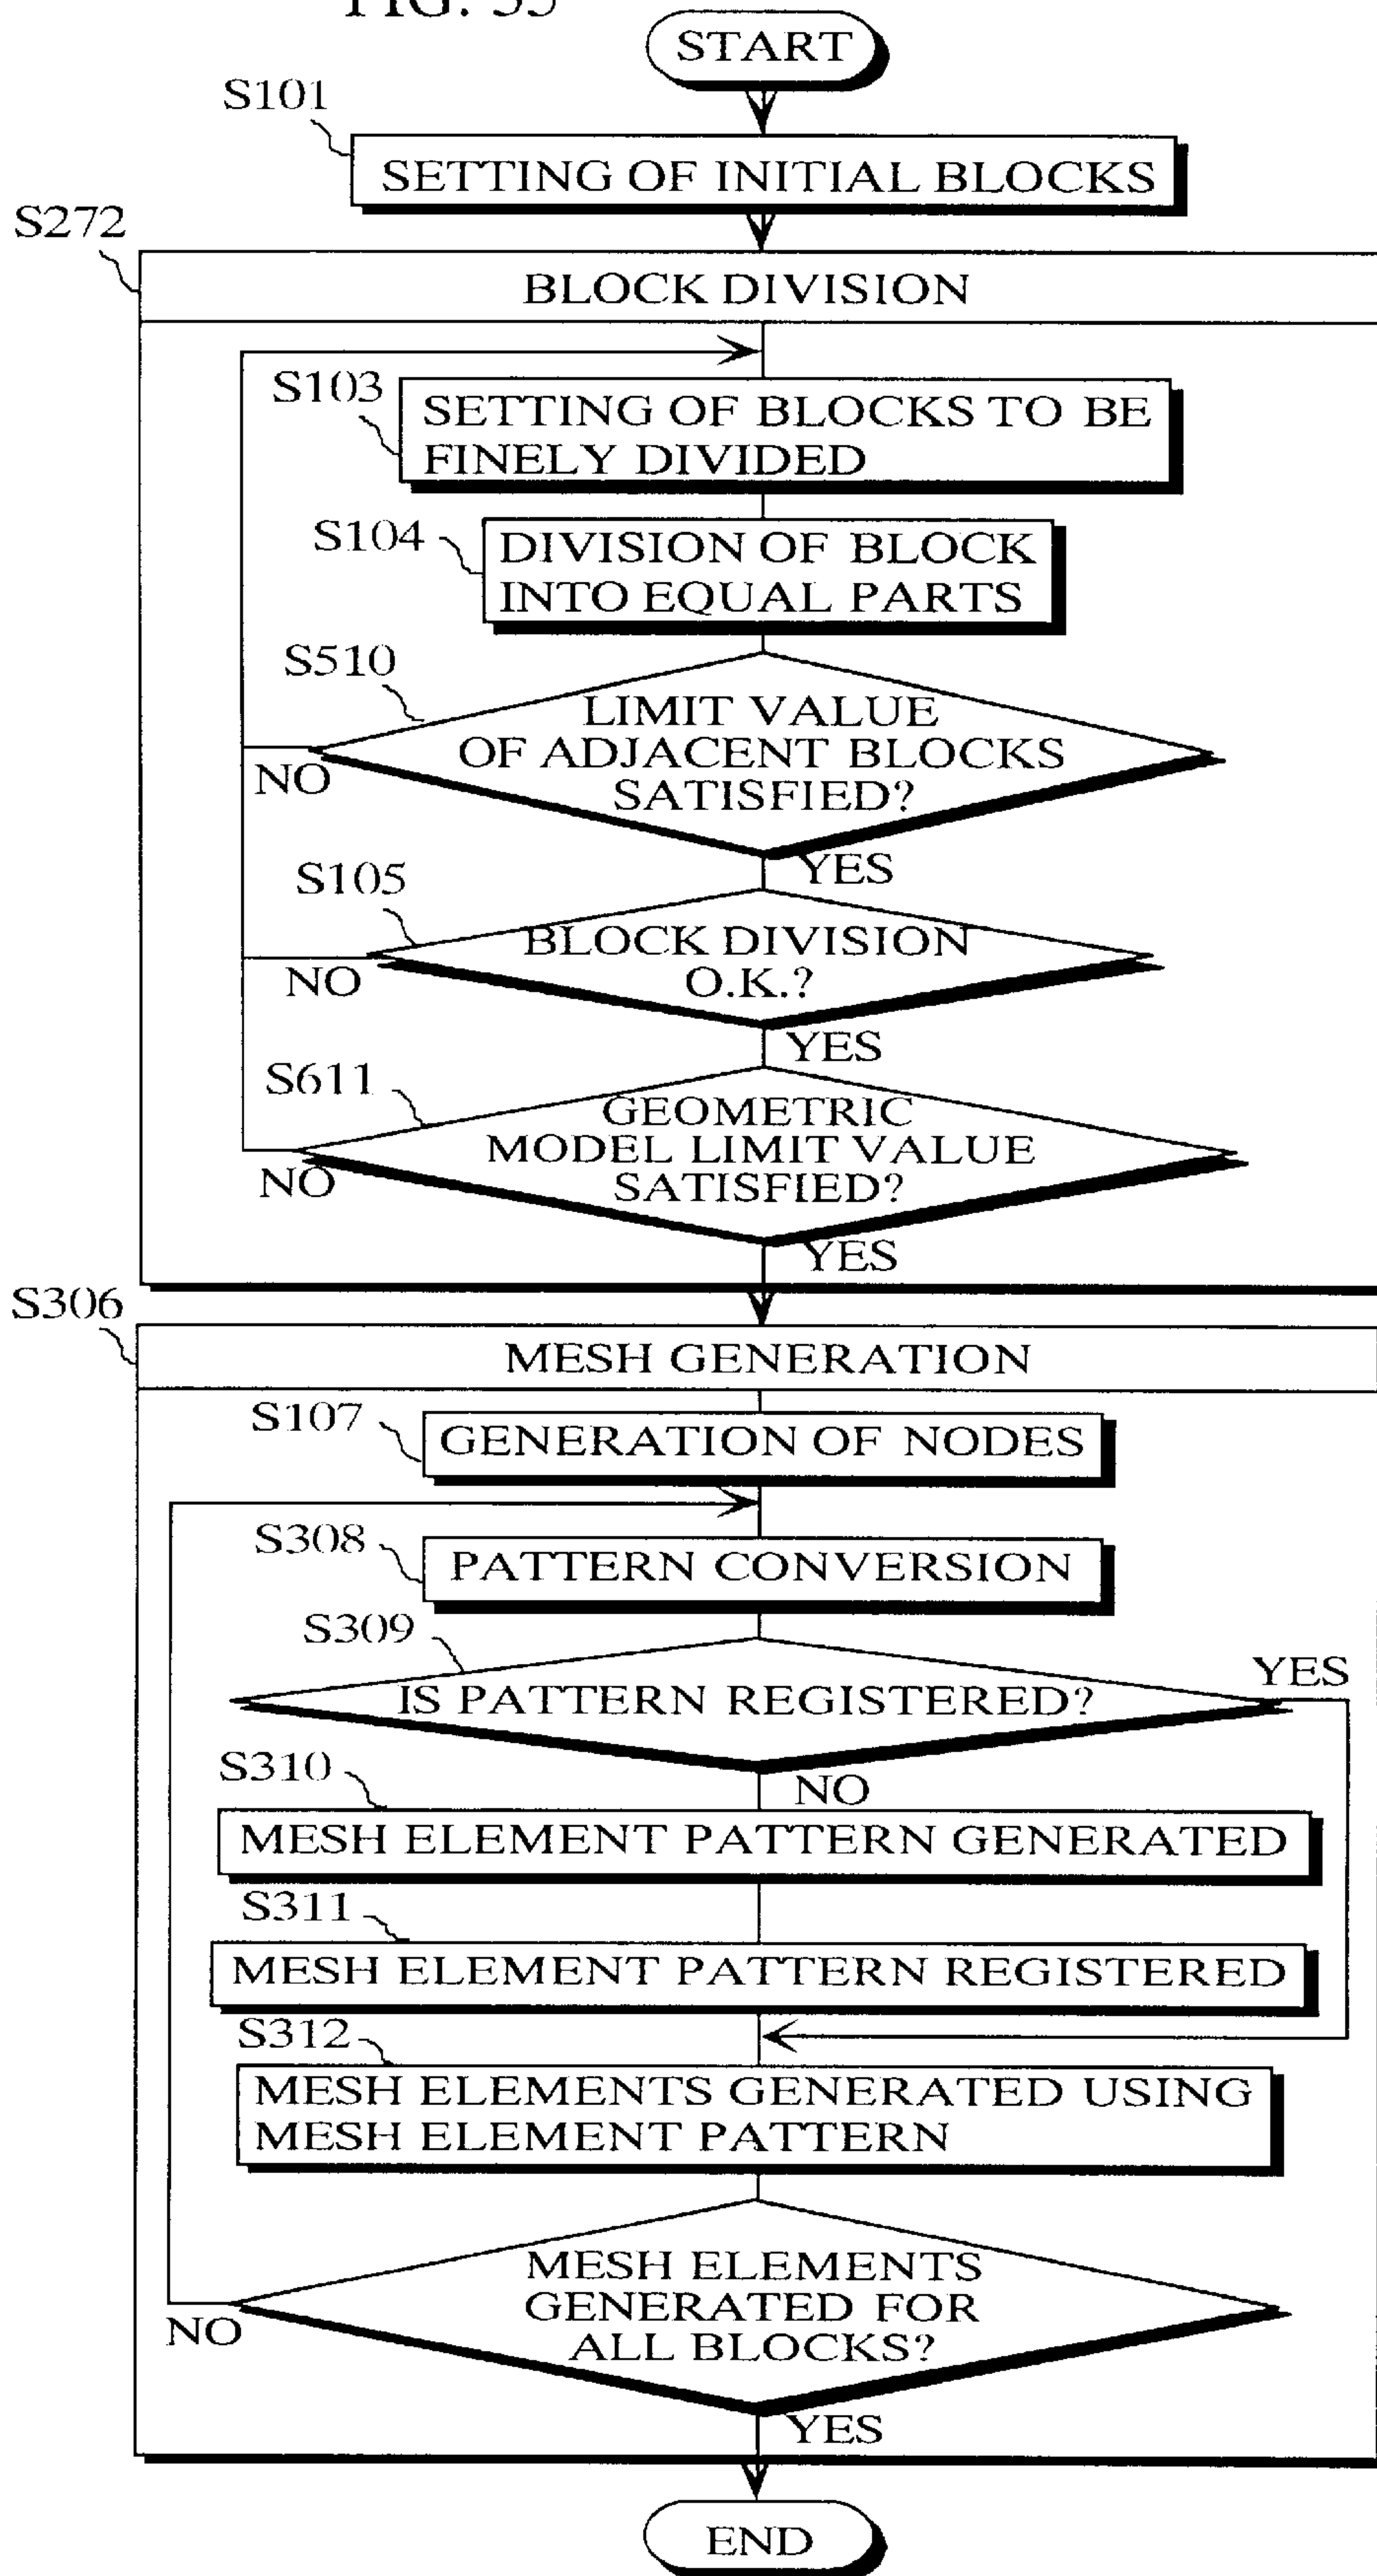 START
S101
SETTING OF INITIAL BLOCKS
S272
BLOCK DIVISION
S103
SETTING OF BLOCKS TO BE
FINELY DIVIDED
S104
DIVISION OF BLOCK
INTO EQUAL PARTS
S510
LIMIT VALUE
OF ADJACENT BLOCKS
SATISFIED?
NO
YES
S105
BLOCK DIVISION
O.K.?
NO
YES
S611
GEOMETRIC
MODEL LIMIT VALUE
SATISFIED?
NO
YES
S306
MESH GENERATION
S107
GENERATION OF NODES
S308
PATTERN CONVERSION
S309
IS PATTERN REGISTERED?
YES
NO
S310
MESH ELEMENT PATTERN GENERATED
S311
MESH ELEMENT PATTERN REGISTERED
S312
MESH ELEMENTS GENERATED USING
MESH ELEMENT PATTERN
MESH ELEMENTS
GENERATED FOR
ALL BLOCKS?
NO
YES
END